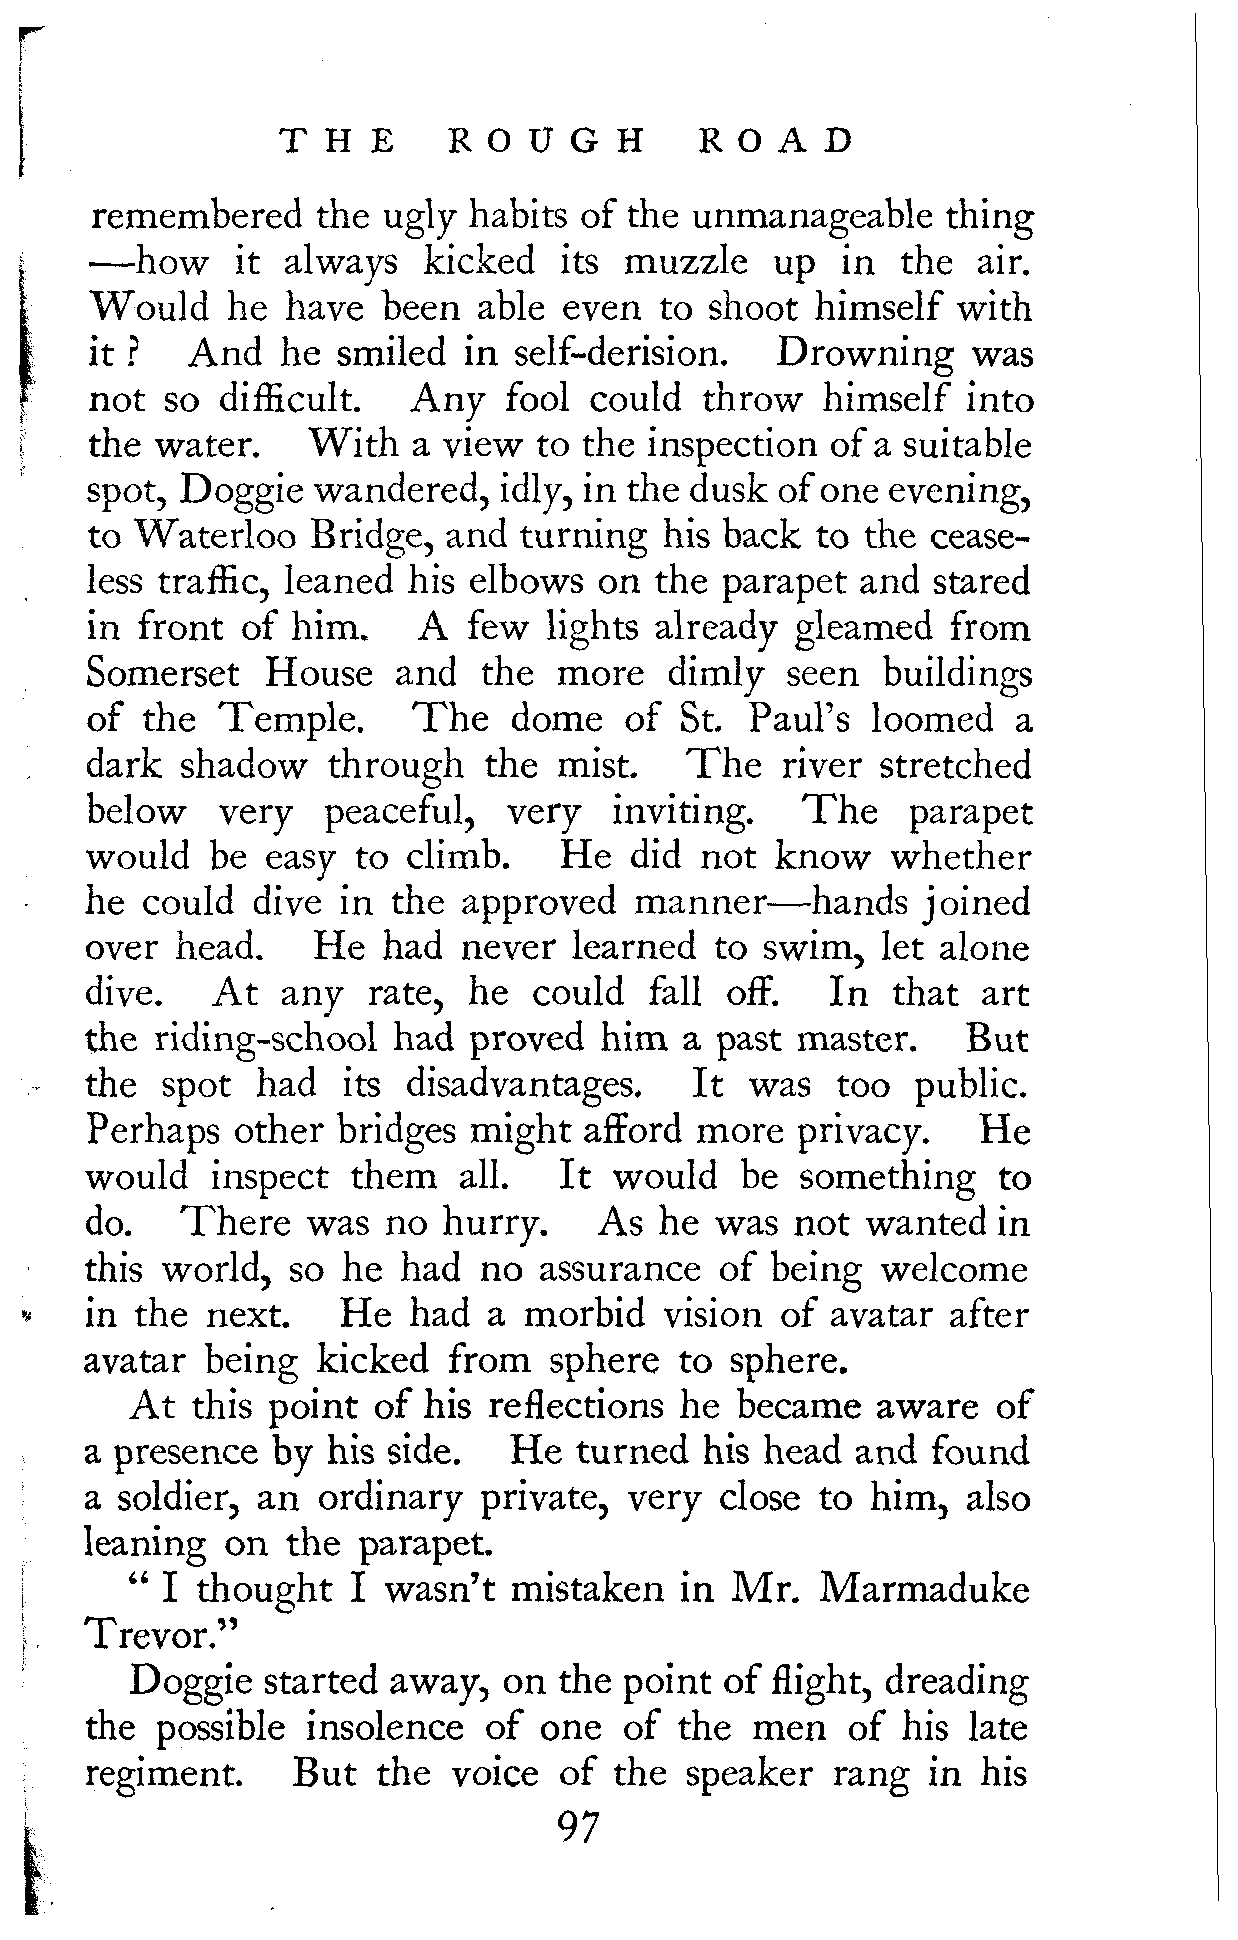 THE ROUGH ROAD
remembered the ugly habits of the unmanageable thing
—how it always kicked its muzzle up in the air.
Would he have been able even to shoot himself with
it ? And he smiled in self-derision. Drowning was
not so difficult. Any fool could throw himself into
the water. With a view to the inspection of a suitable
spot, Doggie wandered, idly, in the dusk of one evening,
to Waterloo Bridge, and turning his back to the cease-
less traffic, leaned his elbows on the parapet and stared
in front of him. A few lights already gleamed from
Somerset House and the more dimly seen buildings
of the Temple. The dome of St. Paul's loomed a
dark shadow through the mist. The river stretched
below very peaceful, very inviting. The parapet
would be easy to climb. He did not know whether
he could dive in the approved manner—hands joined
over head. He had never learned to swim, let alone
dive. At any rate, he could fall off. In that art
the riding-school had proved him a past master. But
the spot had its disadvantages. It was too public.
Perhaps other bridges might afford more privacy. He
would inspect them all. It would be something to
do. There was no hurry. As he was not wanted in
this world, so he had no assurance of being welcome
in the next. He had a morbid vision of avatar after
avatar being kicked from sphere to sphere.
At this point of his reflections he became aware of
a presence by his side. He turned his head and found
a soldier, an ordinary private, very close to him, also
leaning on the parapet.
" I thought I wasn't mistaken in Mr. Marmaduke
Trevor."
Doggie started away, on the point of flight, dreading
the possible insolence of one of the men of his late
regiment. But the voice of the speaker rang in his
97